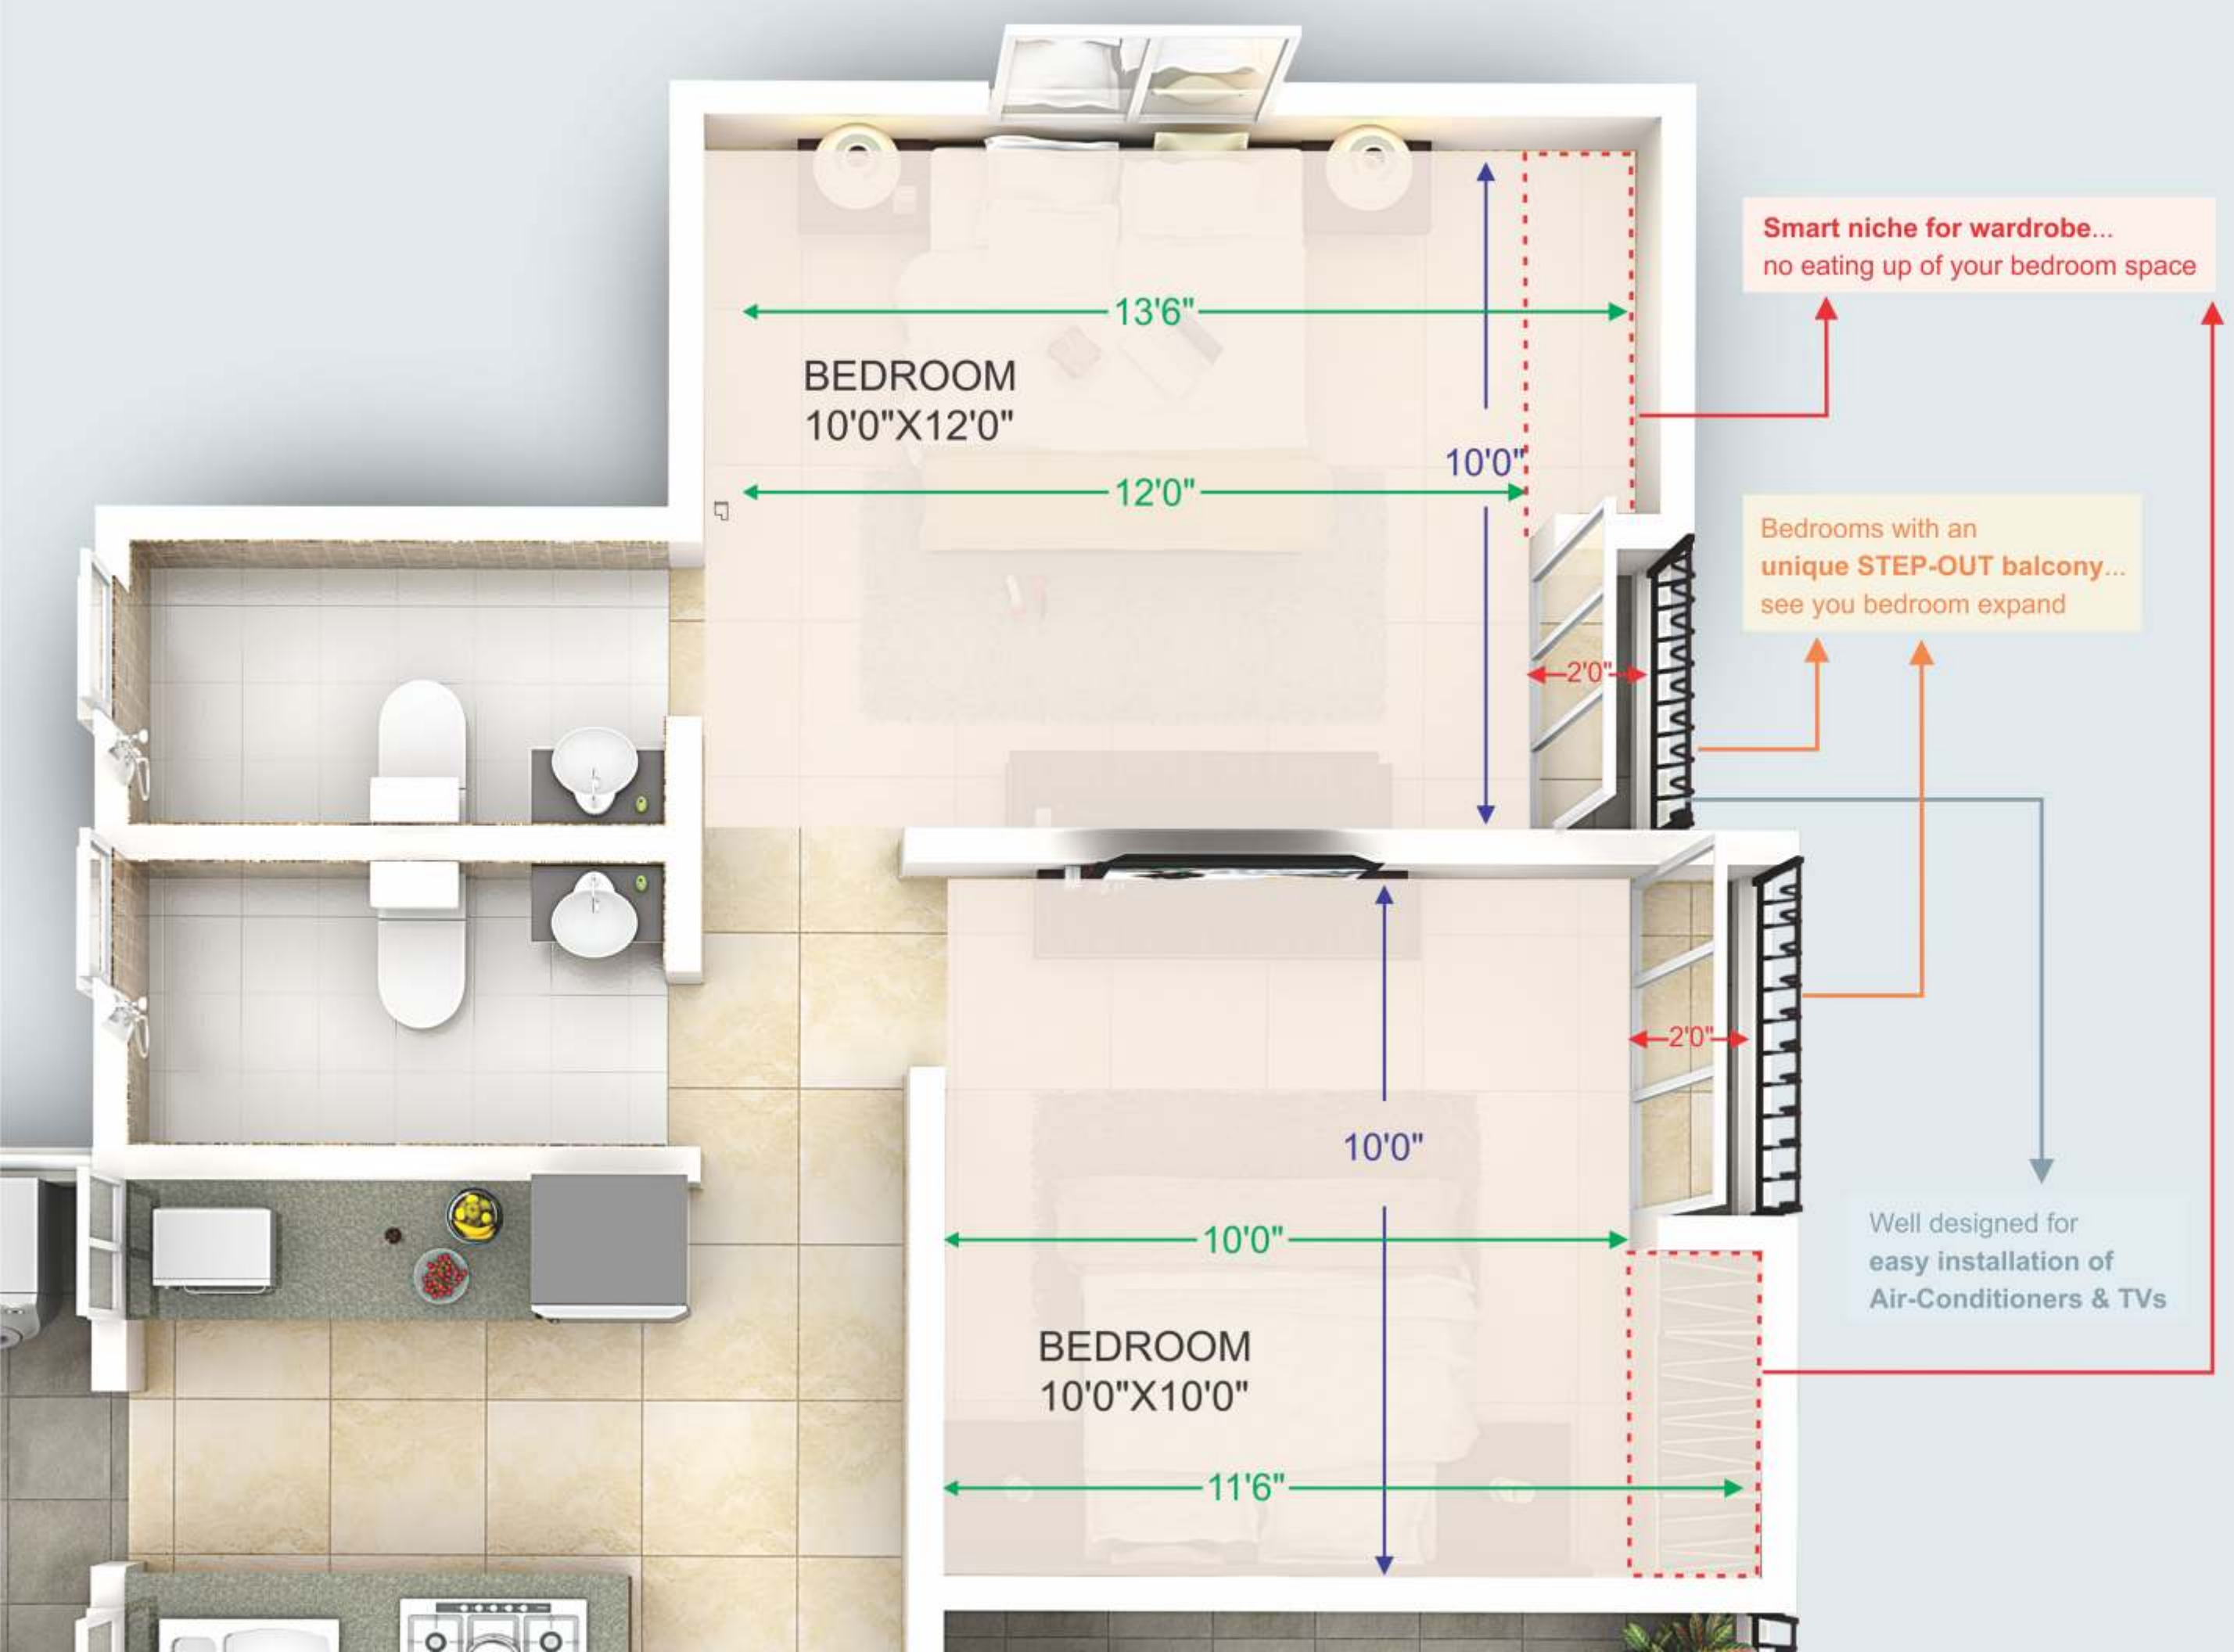 Smart niche for wardrobe...
no eating up of your bedroom space
13'6"
BEDROOM
10'0"X12'0"
10'0"
12'0"
Bedrooms with an
unique STEP-OUT balcony...
see you bedroom expand
2'0"
2'0"
10'0"
10'0"
Well designed for
easy installation of
Air-Conditioners & TVs
BEDROOM
10'0"X10'0"
11'6"